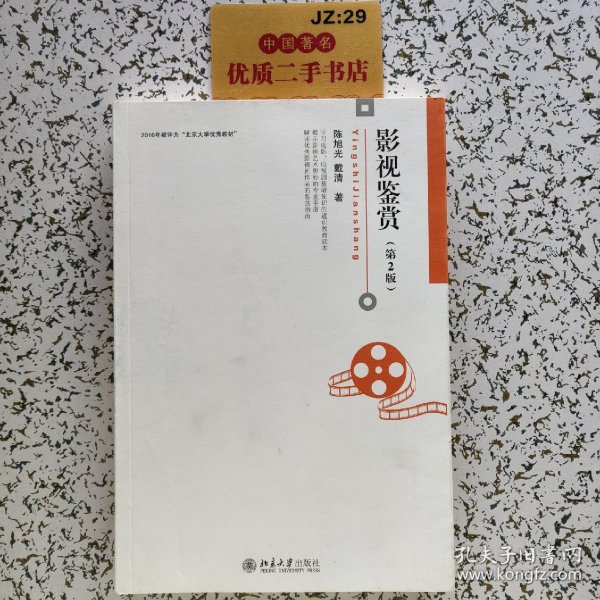 JZ:29
中国著名
优质二手书店
2016年被评为“北京大学优秀教材”
影视鉴赏（第2版）
YingshiJianshang
陈旭光 戴清 著
北京大学出版社
PEKING UNIVERSITY PRESS
孔夫子旧书网
www.kongfz.com